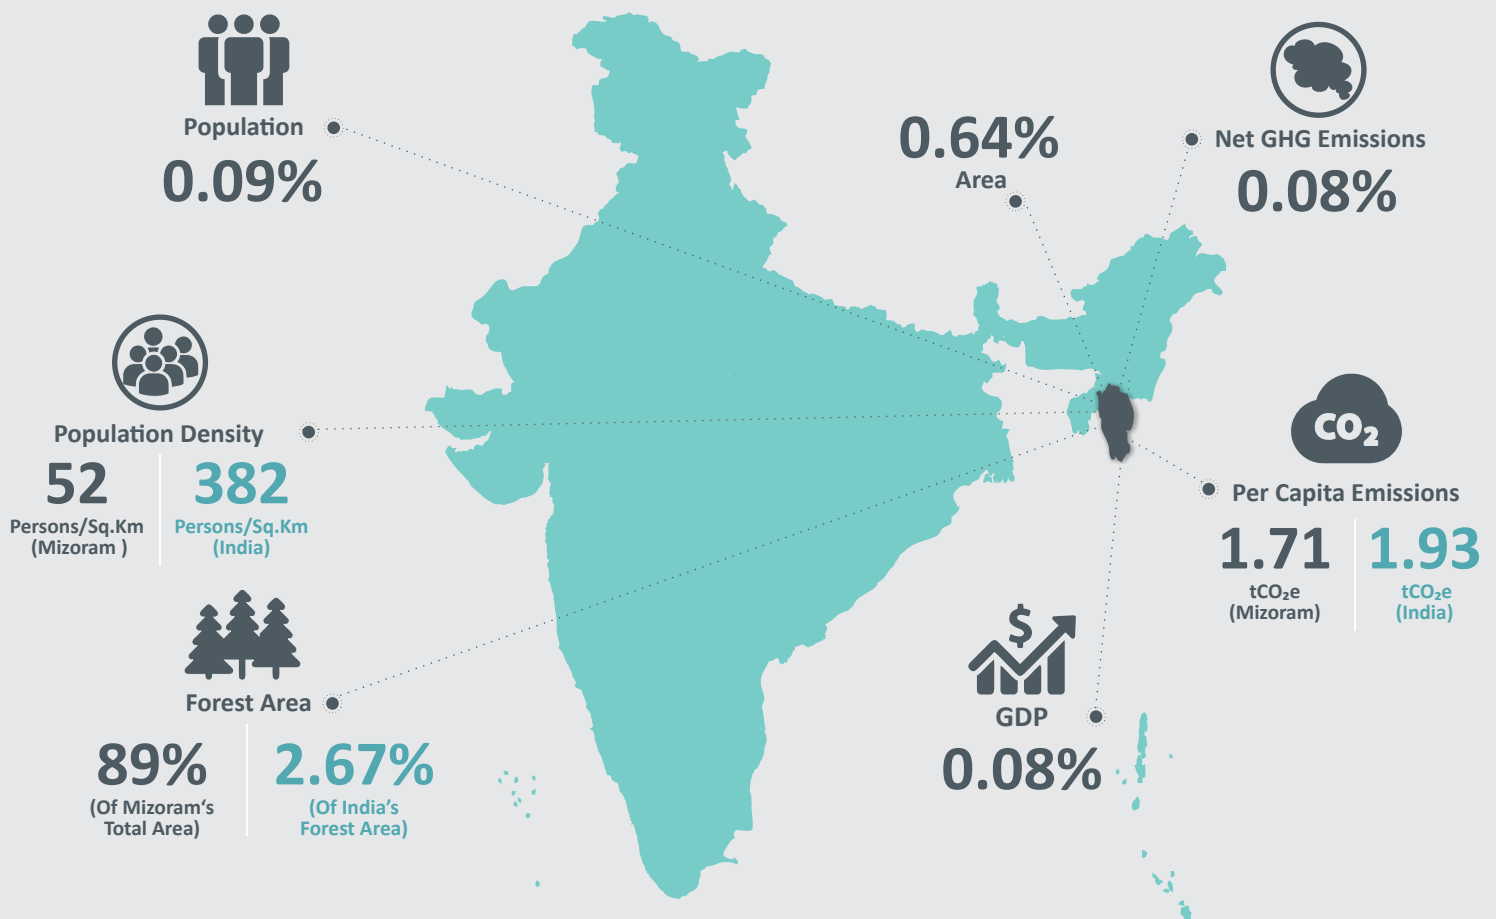 Population
0.09%
0.64%
Area
Net GHG Emissions
0.08%
Population Density
52
Persons/Sq.Km
(Mizoram )
382
Persons/Sq.Km
(India)
CO₂
Per Capita Emissions
1.71
tCO₂e
(Mizoram)
1.93
tCO₂e
(India)
Forest Area
89%
(Of Mizoram‘s
Total Area)
2.67%
(Of India’s
Forest Area)
$
GDP
0.08%